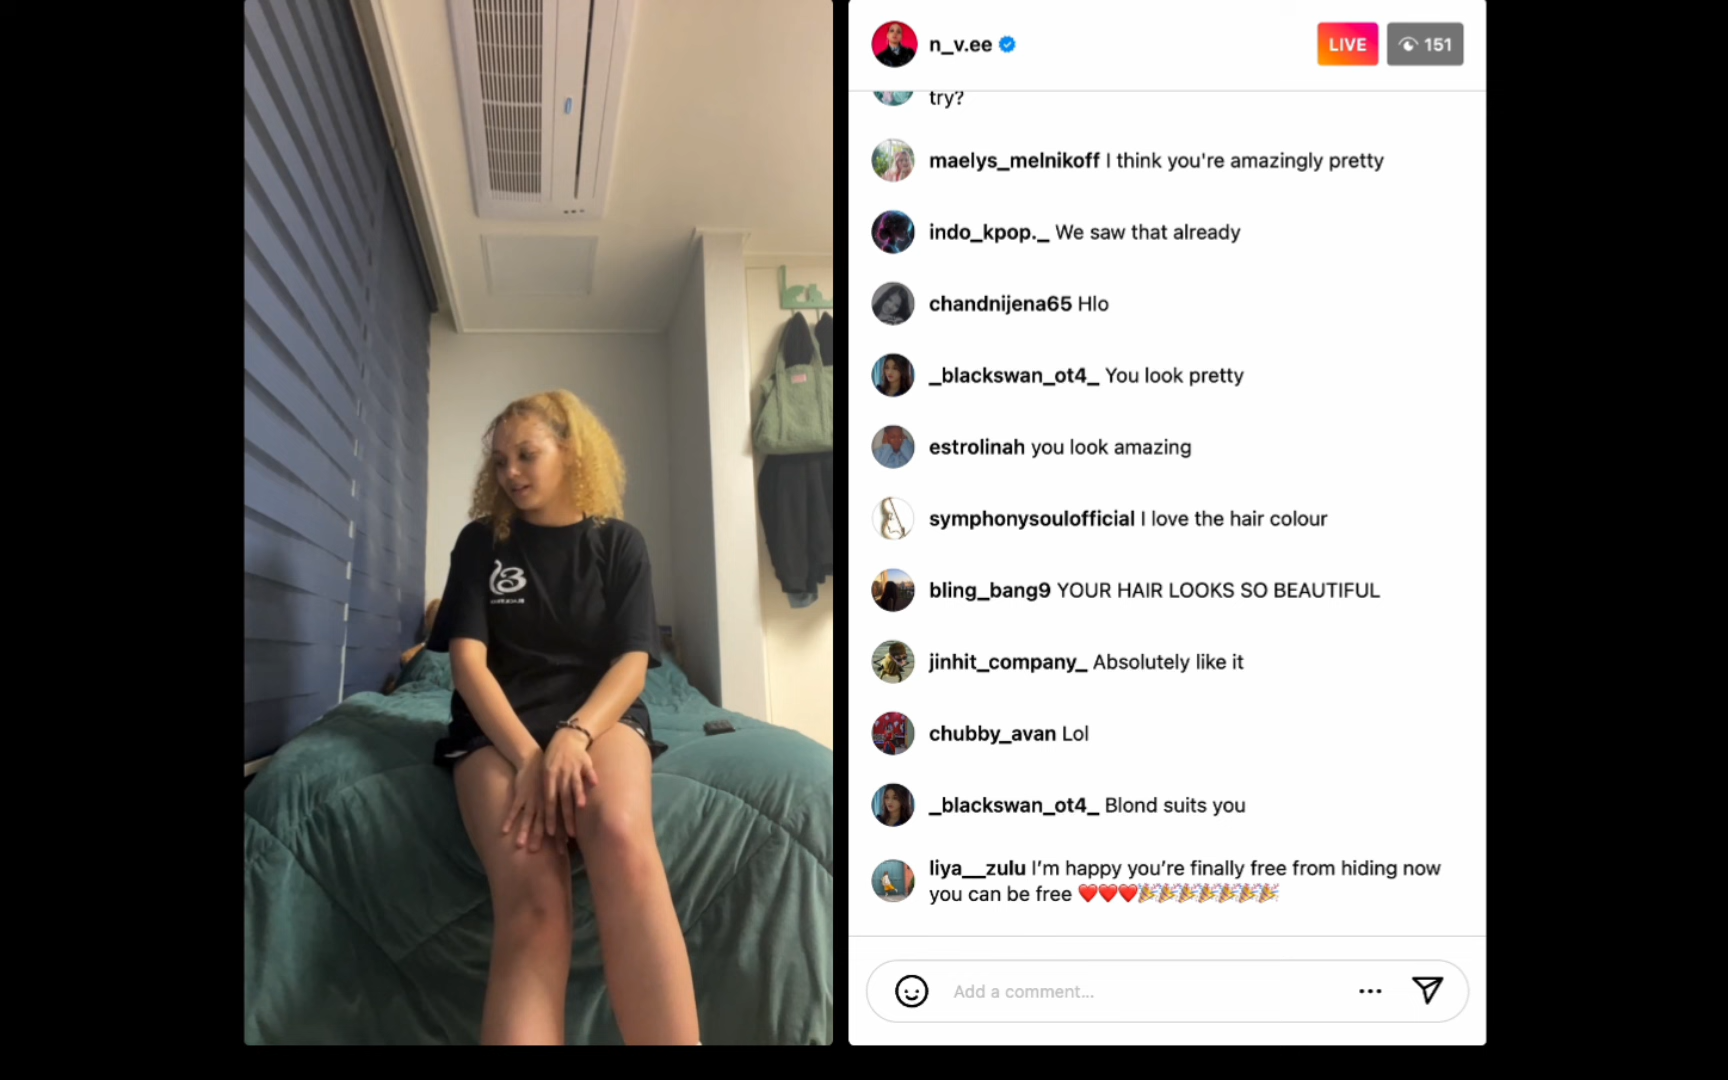 n_v.ee
LIVE
151
try?
maelys_melnikoff I think you're amazingly pretty
indo_kpop._ We saw that already
chandnijena65 Hlo
_blackswan_ot4_ You look pretty
estrolinah you look amazing
symphonysoulofficial I love the hair colour
bling_bang9 YOUR HAIR LOOKS SO BEAUTIFUL
jinhit_company_ Absolutely like it
chubby_avan Lol
_blackswan_ot4_ Blond suits you
liya__zulu I’m happy you’re finally free from hiding now
you can be free ❤️❤️❤️🎉🎉🎉🎉🎉🎉🎉
Add a comment...